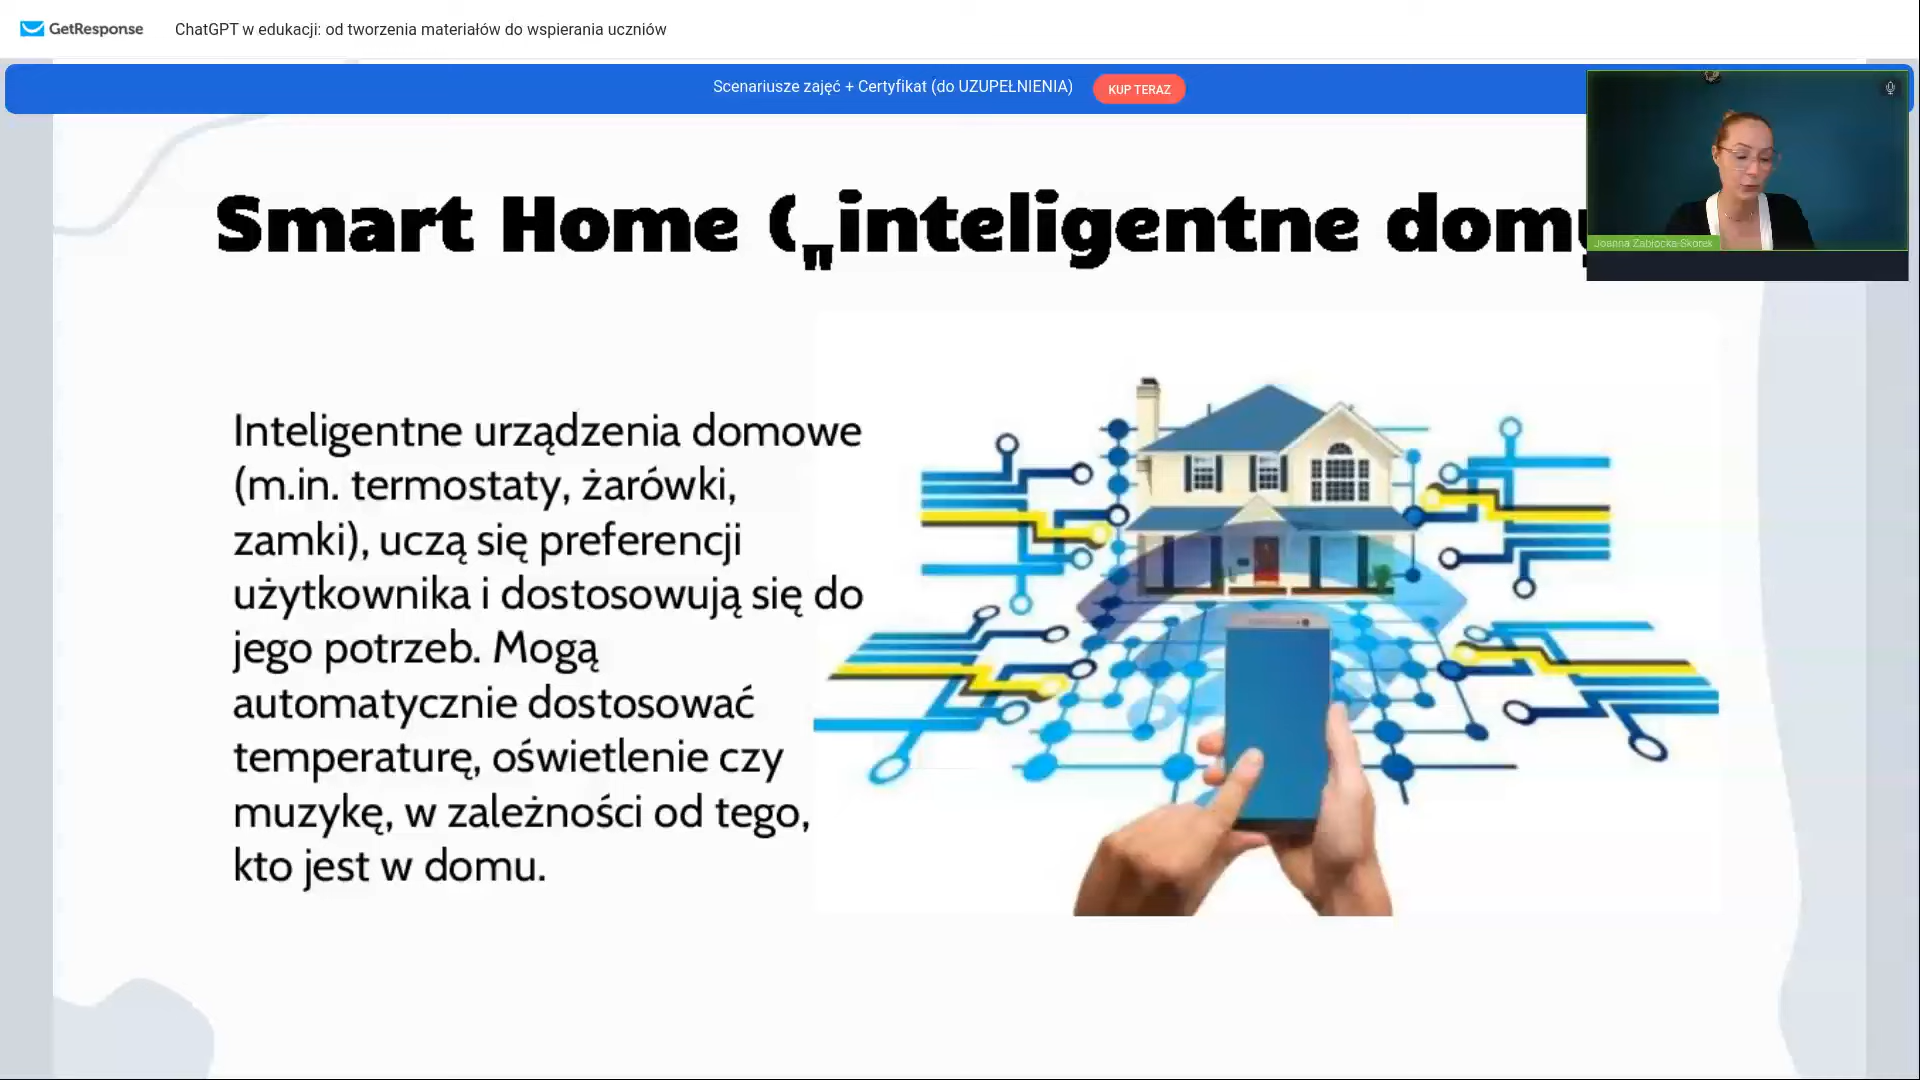 GetResponse
ChatGPT w edukacji: od tworzenia materiałów do wspierania uczniów
Scenariusze zajęć + Certyfikat (do UZUPEŁNIENIA)
KUP TERAZ
Joanna Zabłocka-Skorek
Smart Home („inteligentne domy
Inteligentne urządzenia domowe
(m.in. termostaty, żarówki,
zamki), uczą się preferencji
użytkownika i dostosowują się do
jego potrzeb. Mogą
automatycznie dostosować
temperaturę, oświetlenie czy
muzykę, w zależności od tego,
kto jest w domu.